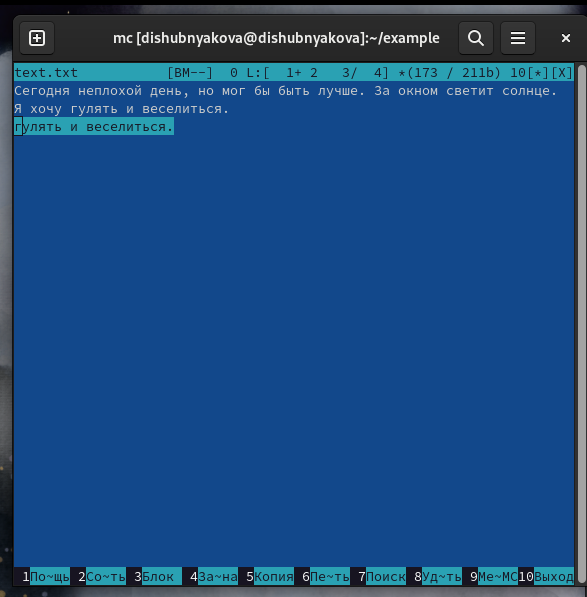 mc [dishubnyakova@dishubnyakova]:~/example
text.txt [BM--] 0 L:[ 1+ 2 3/ 4] *(173 / 211b) 10[*][X]
Сегодня неплохой день, но мог бы быть лучше. За окном светит солнце.
Я хочу гулять и веселиться.
гулять и веселиться.
1По~щь 2Со~ть 3Блок 4За~на 5Копия 6Пе~ть 7Поиск 8Уд~ть 9Ме~МС10Выход